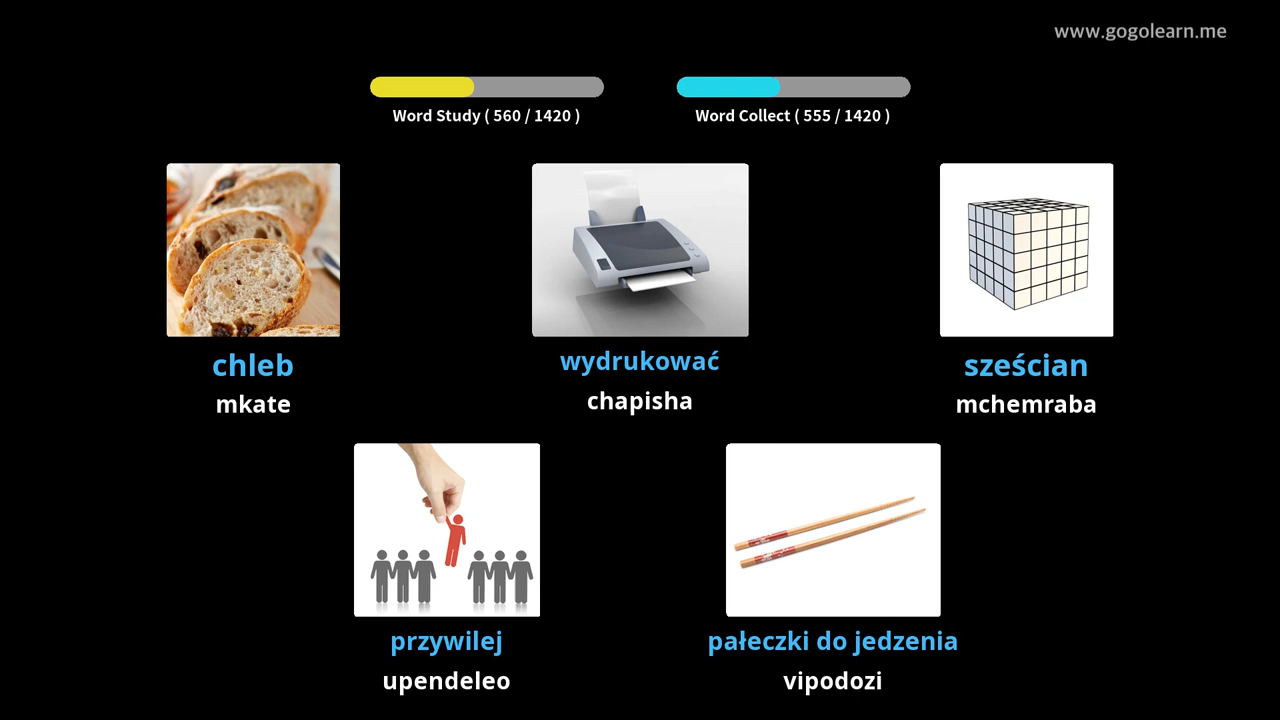 www.gogolearn.me
Word Study ( 560 / 1420 )
Word Collect ( 555 / 1420 )
chleb
mkate
wydrukować
chapisha
sześcian
mchemraba
przywilej
upendeleo
pałeczki do jedzenia
vipodozi